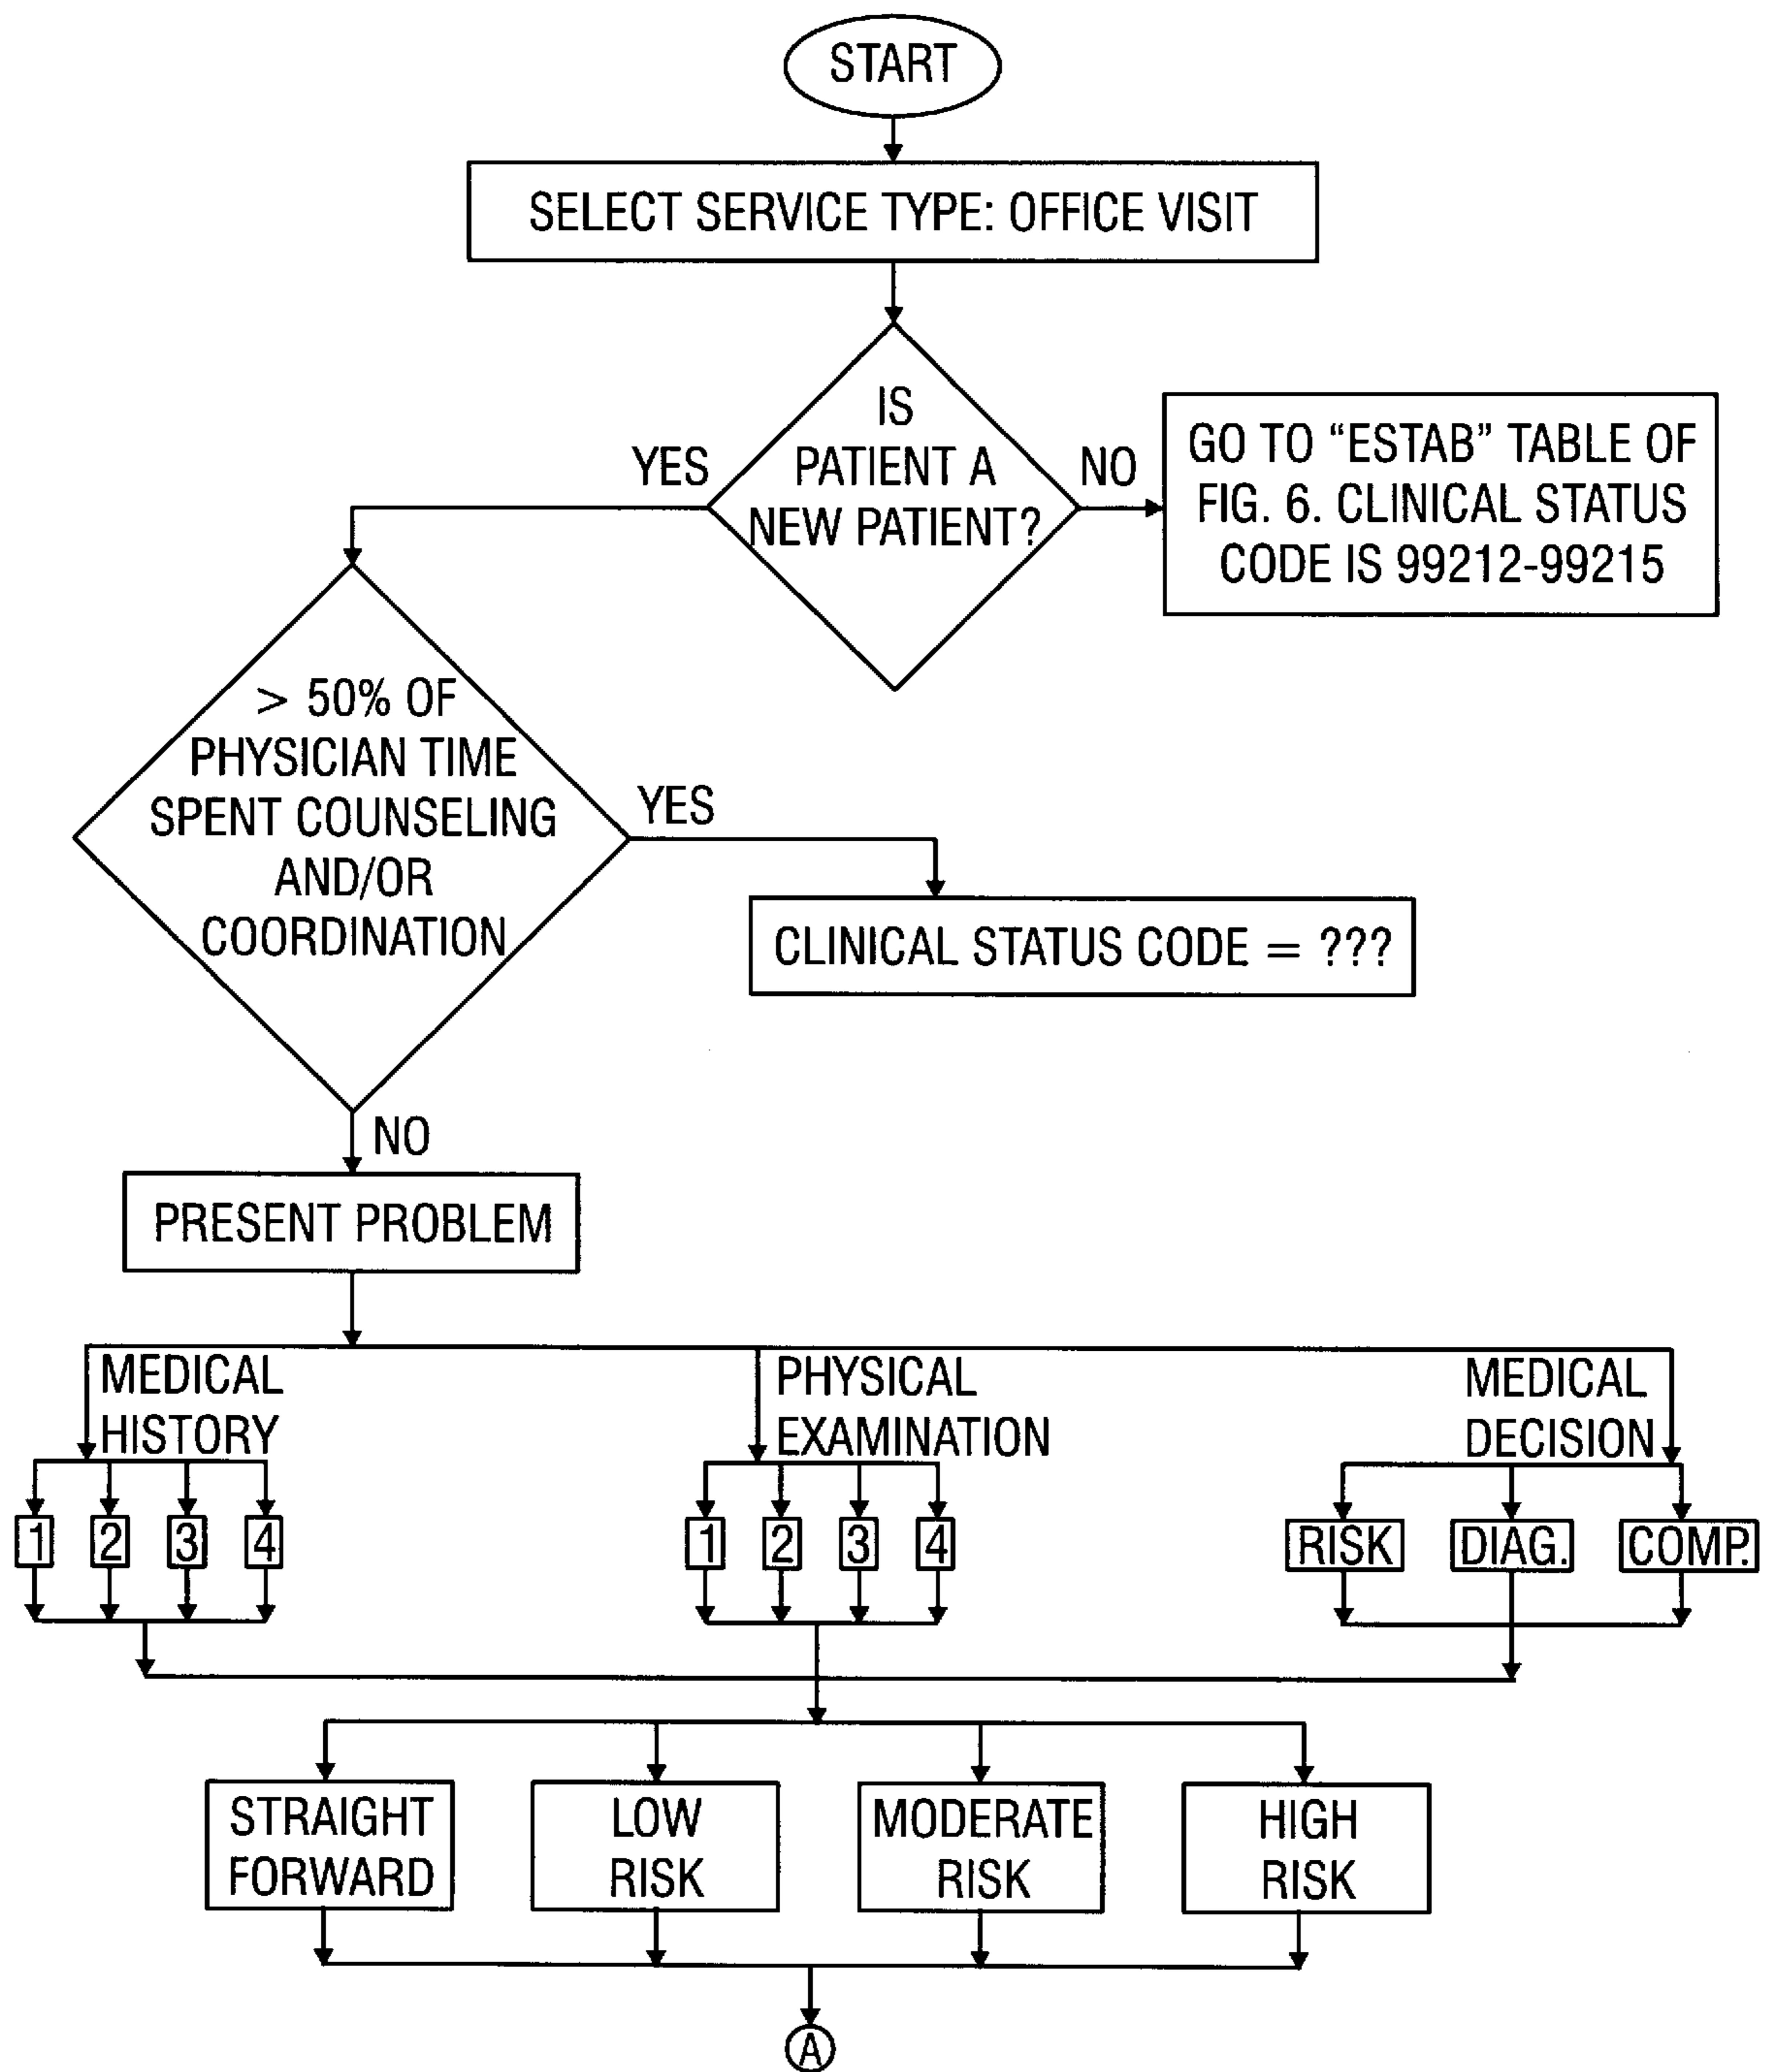 START
SELECT SERVICE TYPE: OFFICE VISIT
IS
PATIENT A
NEW PATIENT?
YES
NO
GO TO “ESTAB” TABLE OF
FIG. 6. CLINICAL STATUS
CODE IS 99212-99215
> 50% OF
PHYSICIAN TIME
SPENT COUNSELING
AND/OR
COORDINATION
YES
CLINICAL STATUS CODE = ???
NO
PRESENT PROBLEM
MEDICAL
HISTORY
PHYSICAL
EXAMINATION
MEDICAL
DECISION
1 2 3 4
1 2 3 4
RISK DIAG. COMP.
STRAIGHT
FORWARD
LOW
RISK
MODERATE
RISK
HIGH
RISK
A